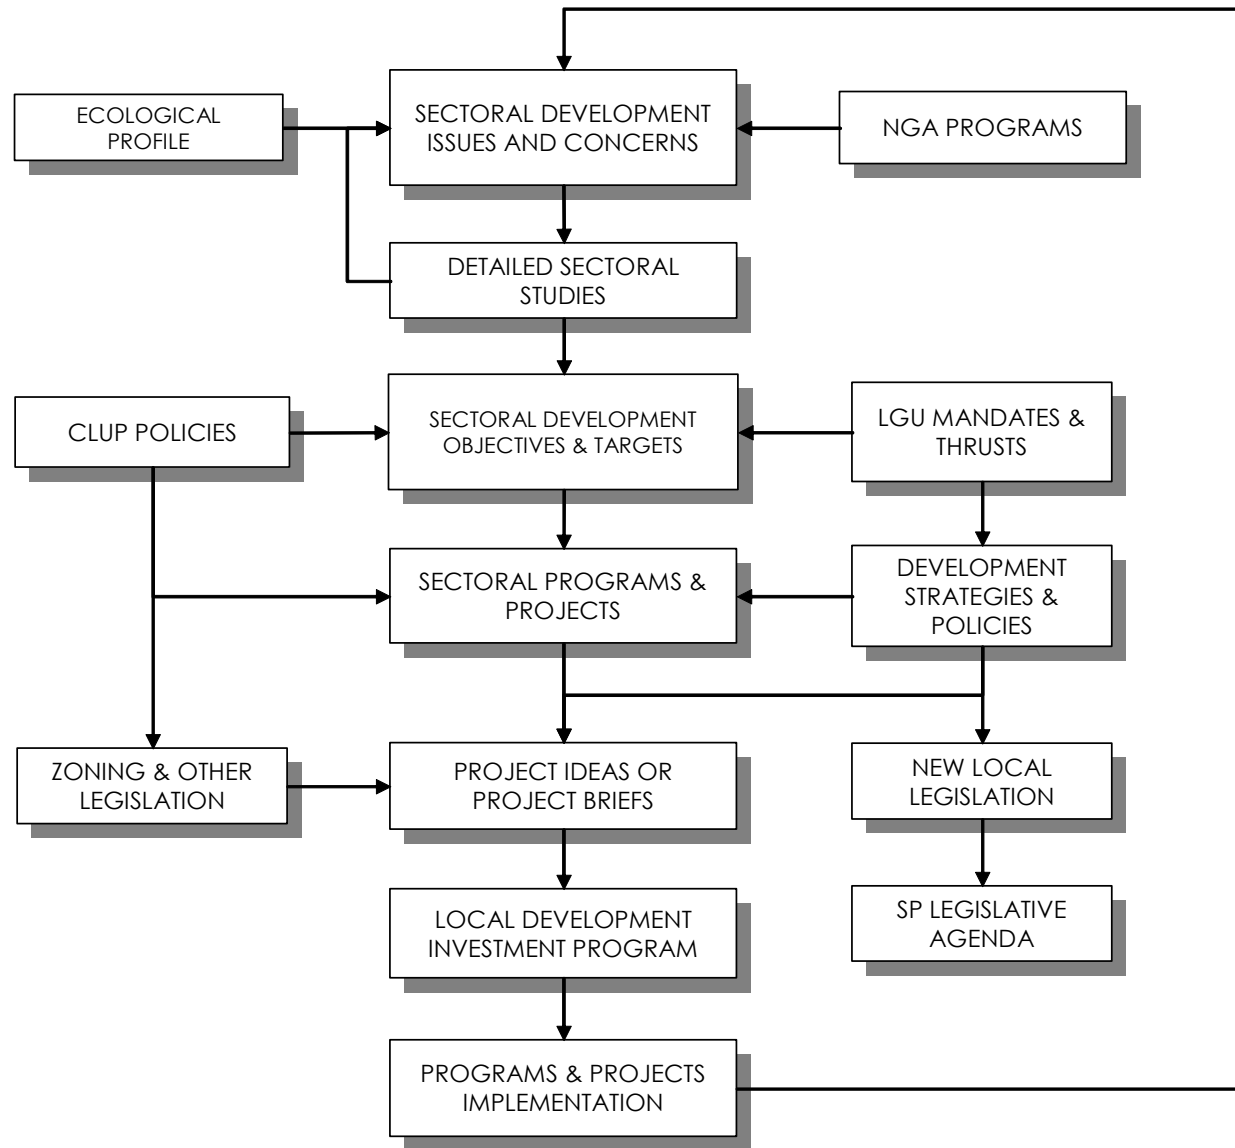 ECOLOGICAL
PROFILE
SECTORAL DEVELOPMENT
ISSUES AND CONCERNS
NGA PROGRAMS
DETAILED SECTORAL
STUDIES
CLUP POLICIES
SECTORAL DEVELOPMENT
OBJECTIVES & TARGETS
LGU MANDATES &
THRUSTS
SECTORAL PROGRAMS &
PROJECTS
DEVELOPMENT
STRATEGIES &
POLICIES
ZONING & OTHER
LEGISLATION
PROJECT IDEAS OR
PROJECT BRIEFS
NEW LOCAL
LEGISLATION
LOCAL DEVELOPMENT
INVESTMENT PROGRAM
SP LEGISLATIVE
AGENDA
PROGRAMS & PROJECTS
IMPLEMENTATION